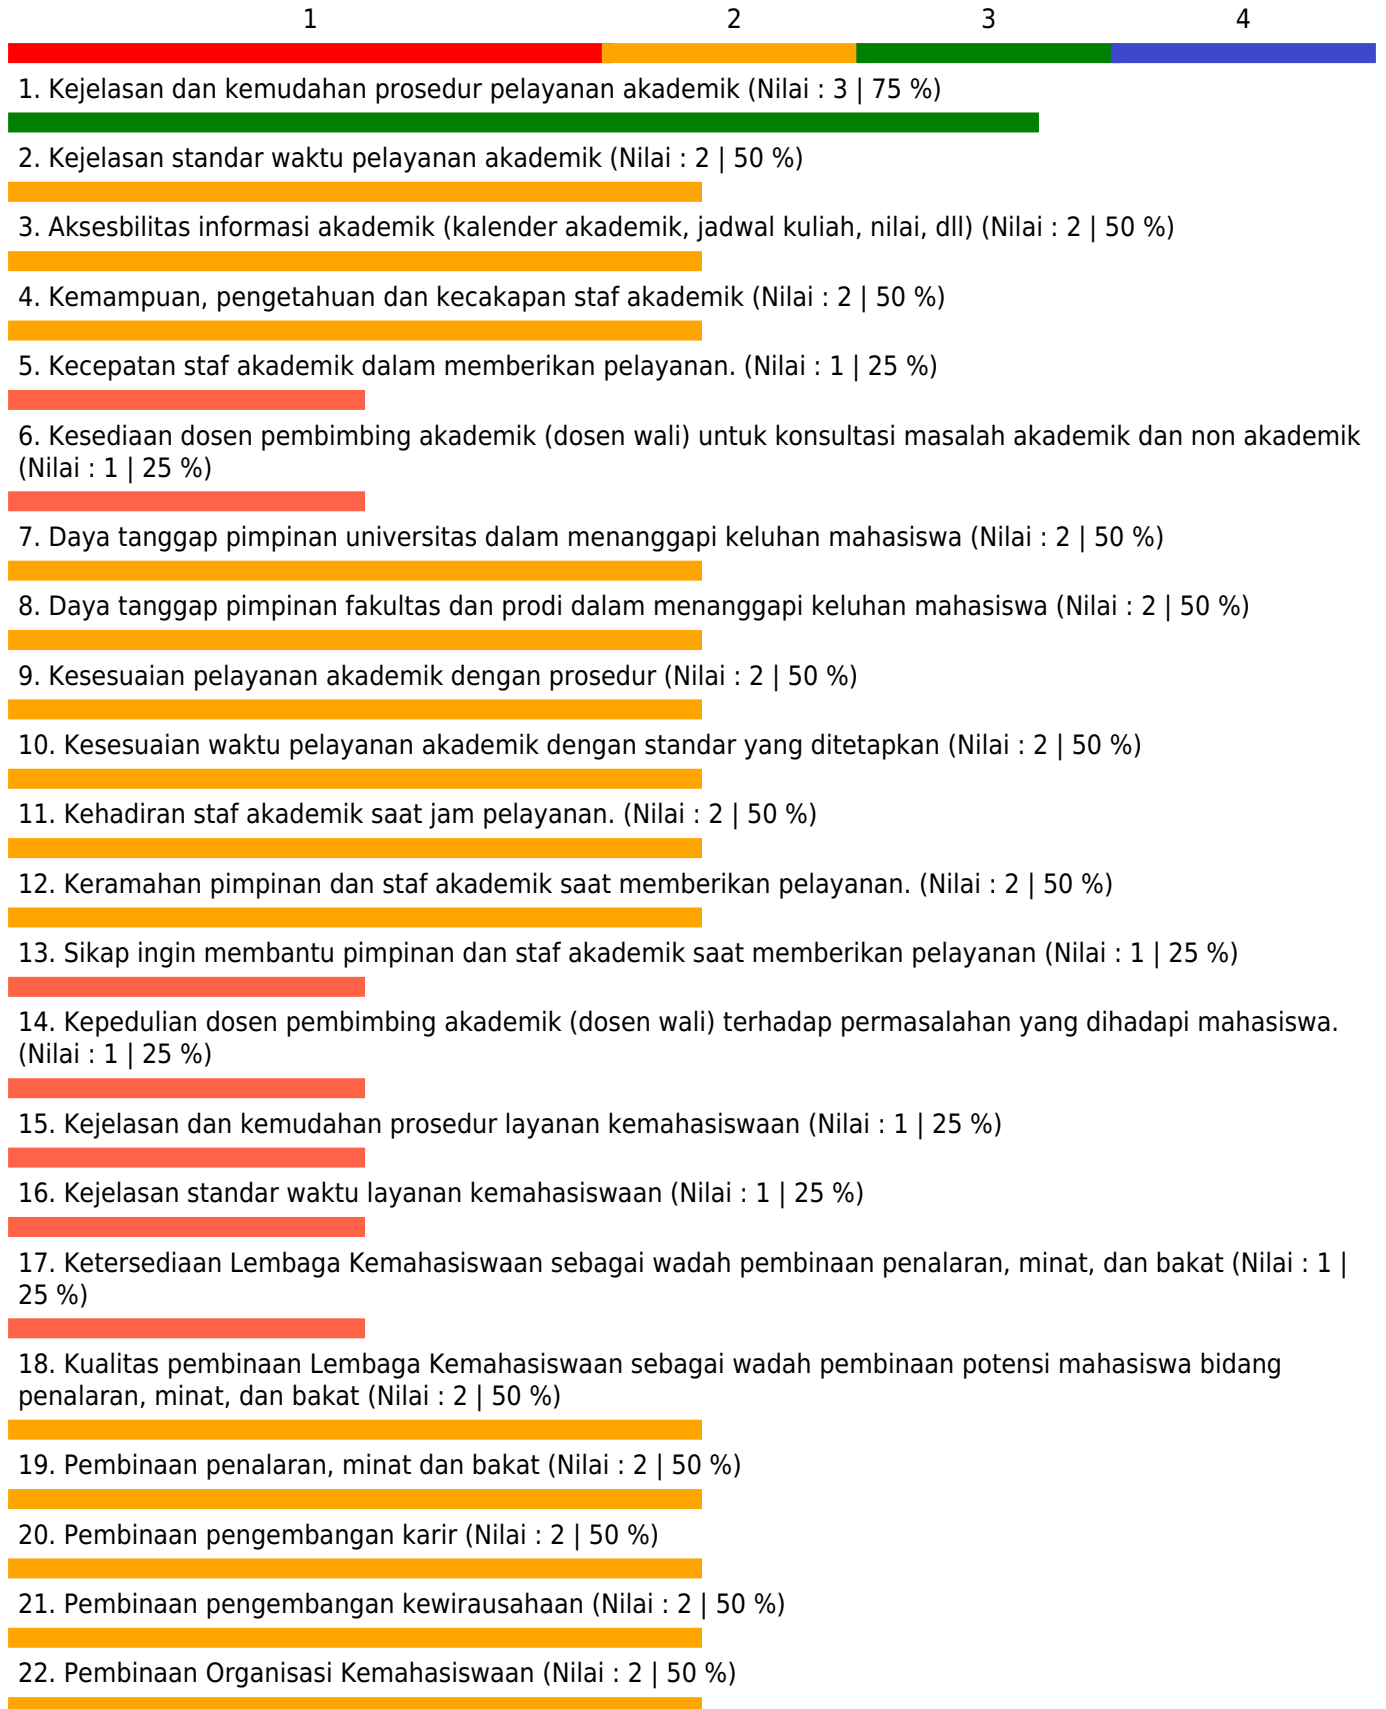 1 2 3 4
1. Kejelasan dan kemudahan prosedur pelayanan akademik (Nilai : 3 | 75 %)
2. Kejelasan standar waktu pelayanan akademik (Nilai : 2 | 50 %)
3. Aksesbilitas informasi akademik (kalender akademik, jadwal kuliah, nilai, dll) (Nilai : 2 | 50 %)
4. Kemampuan, pengetahuan dan kecakapan staf akademik (Nilai : 2 | 50 %)
5. Kecepatan staf akademik dalam memberikan pelayanan. (Nilai : 1 | 25 %)
6. Kesediaan dosen pembimbing akademik (dosen wali) untuk konsultasi masalah akademik dan non akademik
(Nilai : 1 | 25 %)
7. Daya tanggap pimpinan universitas dalam menanggapi keluhan mahasiswa (Nilai : 2 | 50 %)
8. Daya tanggap pimpinan fakultas dan prodi dalam menanggapi keluhan mahasiswa (Nilai : 2 | 50 %)
9. Kesesuaian pelayanan akademik dengan prosedur (Nilai : 2 | 50 %)
10. Kesesuaian waktu pelayanan akademik dengan standar yang ditetapkan (Nilai : 2 | 50 %)
11. Kehadiran staf akademik saat jam pelayanan. (Nilai : 2 | 50 %)
12. Keramahan pimpinan dan staf akademik saat memberikan pelayanan. (Nilai : 2 | 50 %)
13. Sikap ingin membantu pimpinan dan staf akademik saat memberikan pelayanan (Nilai : 1 | 25 %)
14. Kepedulian dosen pembimbing akademik (dosen wali) terhadap permasalahan yang dihadapi mahasiswa.
(Nilai : 1 | 25 %)
15. Kejelasan dan kemudahan prosedur layanan kemahasiswaan (Nilai : 1 | 25 %)
16. Kejelasan standar waktu layanan kemahasiswaan (Nilai : 1 | 25 %)
17. Ketersediaan Lembaga Kemahasiswaan sebagai wadah pembinaan penalaran, minat, dan bakat (Nilai : 1 |
25 %)
18. Kualitas pembinaan Lembaga Kemahasiswaan sebagai wadah pembinaan potensi mahasiswa bidang
penalaran, minat, dan bakat (Nilai : 2 | 50 %)
19. Pembinaan penalaran, minat dan bakat (Nilai : 2 | 50 %)
20. Pembinaan pengembangan karir (Nilai : 2 | 50 %)
21. Pembinaan pengembangan kewirausahaan (Nilai : 2 | 50 %)
22. Pembinaan Organisasi Kemahasiswaan (Nilai : 2 | 50 %)